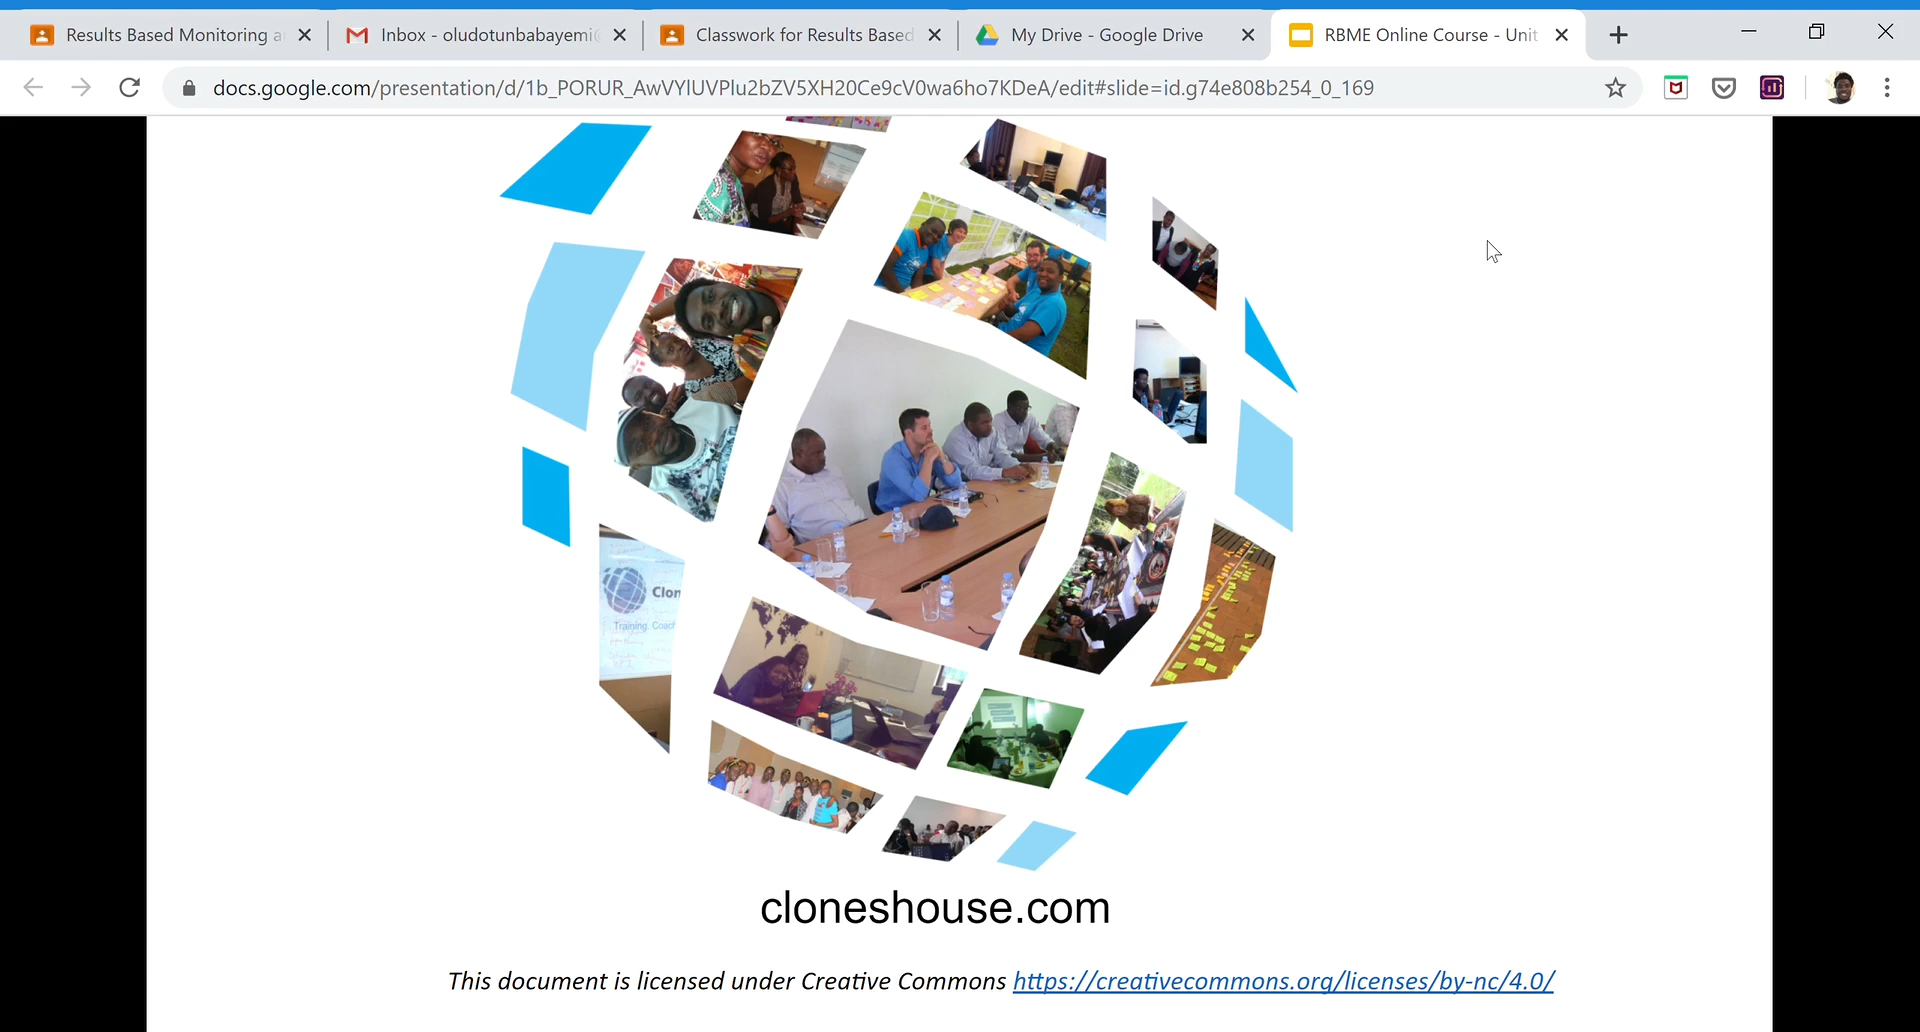 Results Based Monitoring a
Inbox - oludotunbabayemi@
Classwork for Results Based
My Drive - Google Drive
RBME Online Course - Unit
docs.google.com/presentation/d/1b_PORUR_AwVYlUVPlu2bZV5XH20Ce9cV0wa6ho7KDeA/edit#slide=id.g74e808b254_0_169
Clon
Training. Coach
cloneshouse.com
This document is licensed under Creative Commons https://creativecommons.org/licenses/by-nc/4.0/